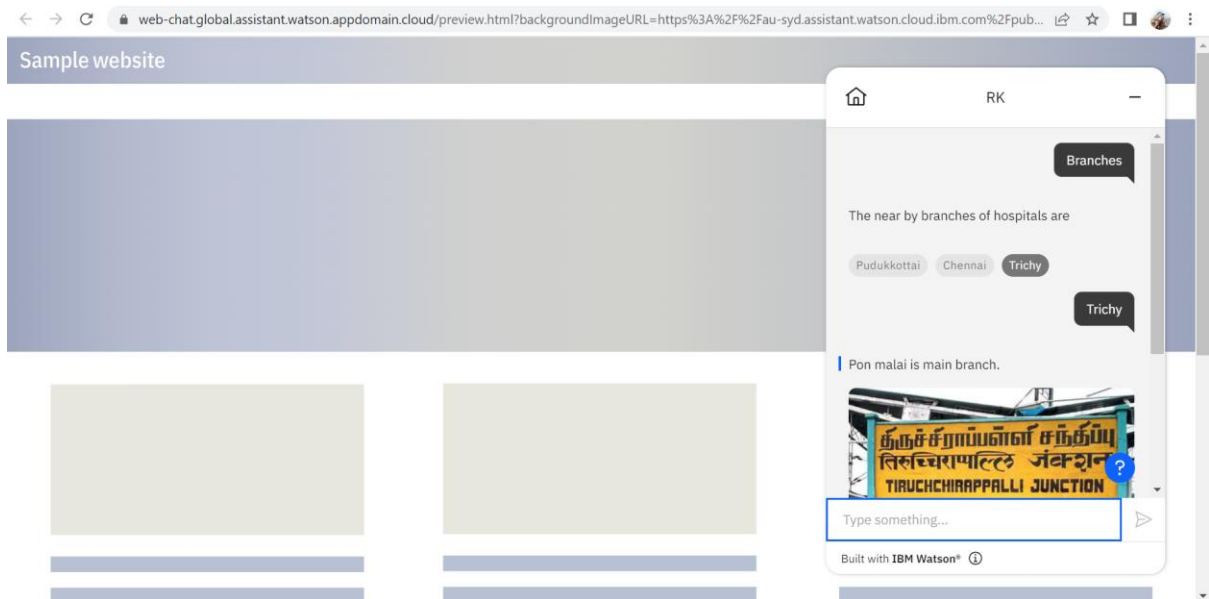 web-chat.global.assistant.watson.appdomain.cloud/preview.html?backgroundImageURL=https%3A%2F%2Fau-syd.assistant.watson.cloud.ibm.com%2Fpub...
Sample website
RK
Branches
The near by branches of hospitals are
Pudukkottai Chennai Trichy
Trichy
Pon malai is main branch.
திருச்சிராப்பள்ளி சந்திப்பு
तिरुच्चिराप्पल्लि जंक्शन
TIRUCHCHIRAPPALLI JUNCTION
?
Type something...
Built with IBM Watson®